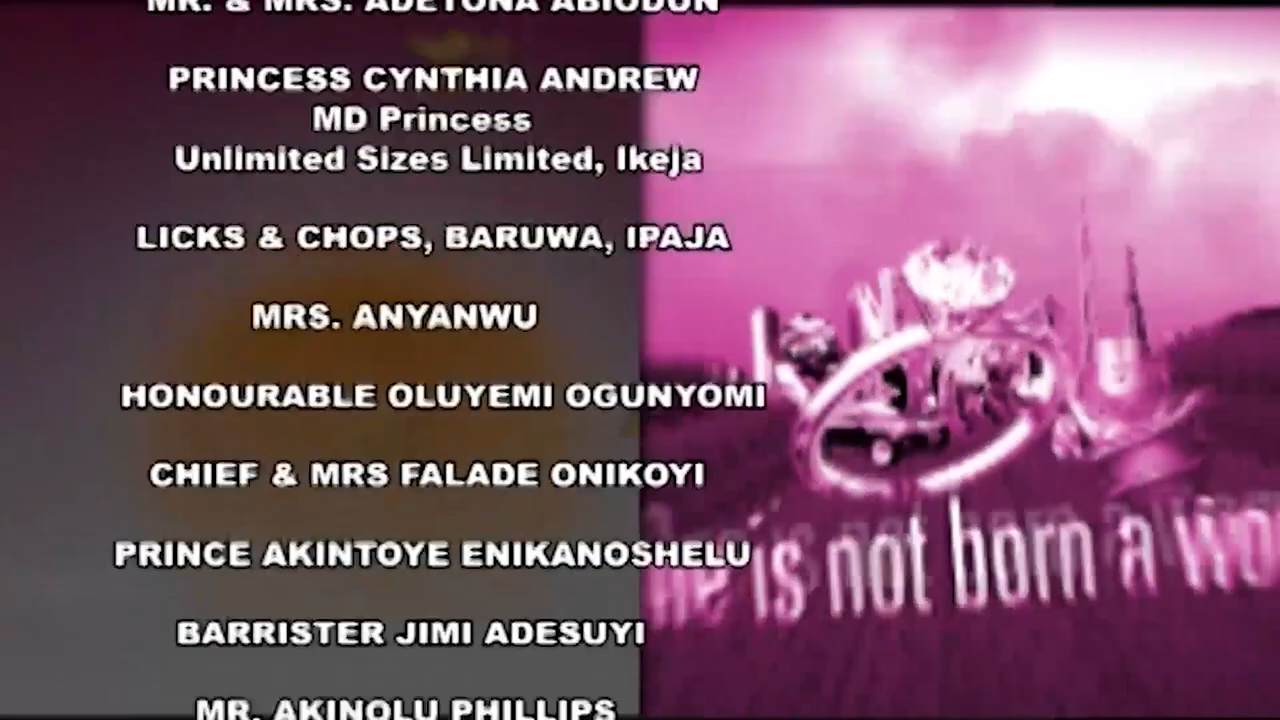 MR. & MRS. ADETONA ABIODUN
PRINCESS CYNTHIA ANDREW
MD Princess
Unlimited Sizes Limited, Ikeja
LICKS & CHOPS, BARUWA, IPAJA
MRS. ANYANWU
HONOURABLE OLUYEMI OGUNYOMI
CHIEF & MRS FALADE ONIKOYI
PRINCE AKINTOYE ENIKANOSHELU
BARRISTER JIMI ADESUYI
MR. AKINOLU PHILLIPS
is not born a wo